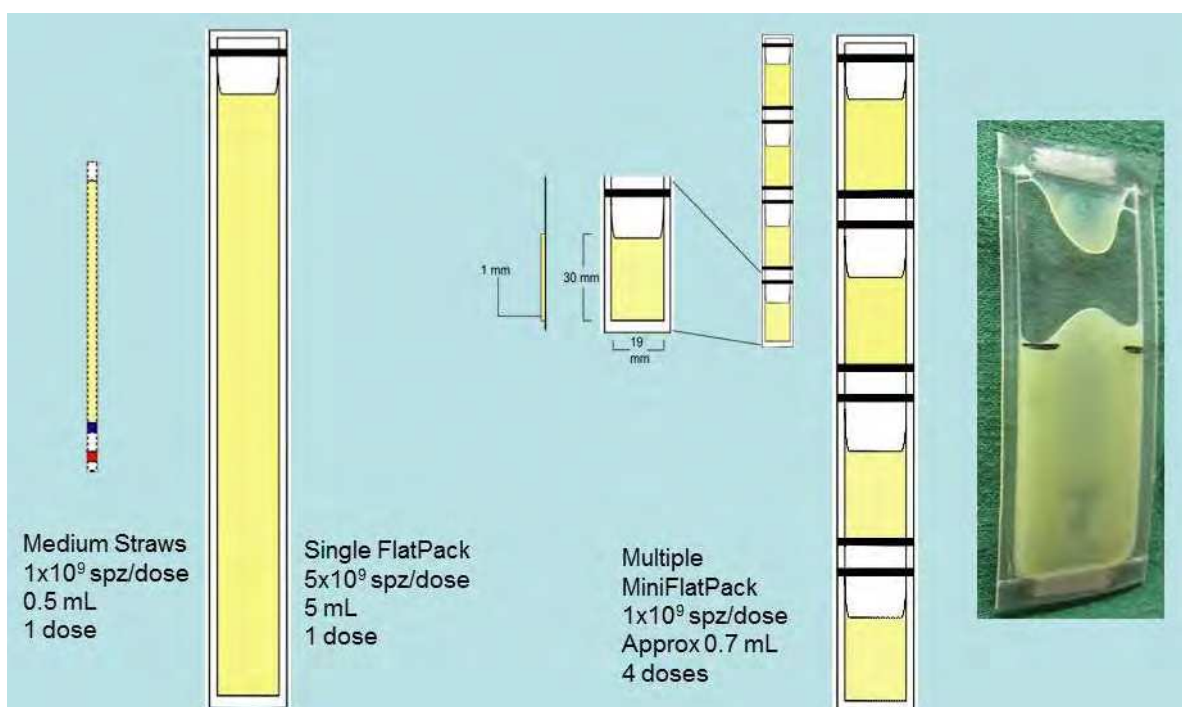 Medium Straws
1x10⁹ spz/dose
0.5 mL
1 dose
Single FlatPack
5x10⁹ spz/dose
5 mL
1 dose
1 mm
30 mm
19
mm
Multiple
MiniFlatPack
1x10⁹ spz/dose
Approx 0.7 mL
4 doses